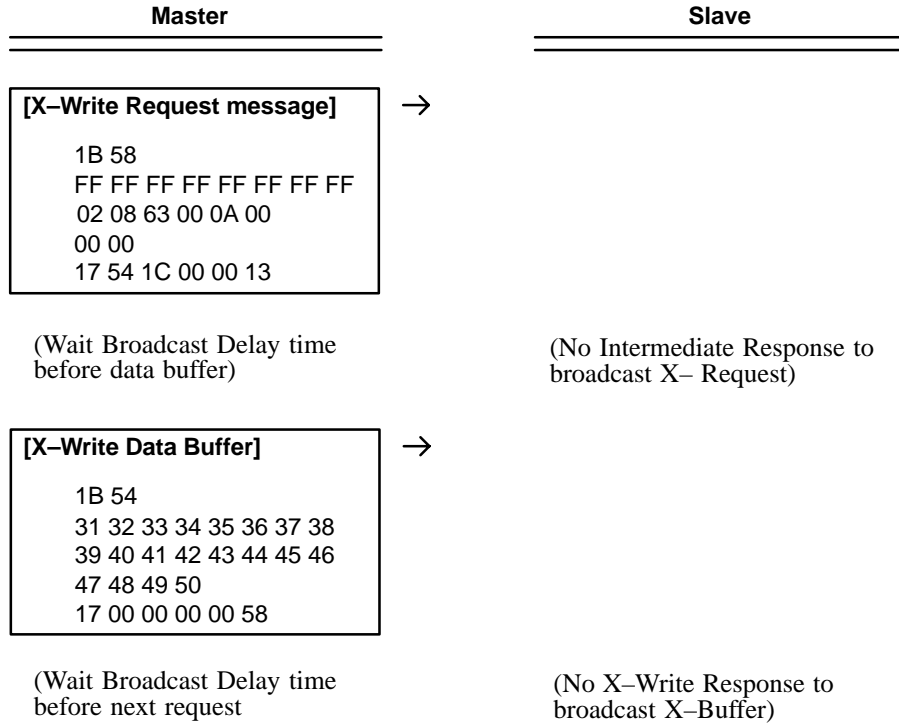 Master
Slave
[X–Write Request message] →
1B 58
FF FF FF FF FF FF FF FF
02 08 63 00 0A 00
00 00
17 54 1C 00 00 13
(Wait Broadcast Delay time
before data buffer)
(No Intermediate Response to
broadcast X– Request)
[X–Write Data Buffer] →
1B 54
31 32 33 34 35 36 37 38
39 40 41 42 43 44 45 46
47 48 49 50
17 00 00 00 00 58
(Wait Broadcast Delay time
before next request
(No X–Write Response to
broadcast X–Buffer)